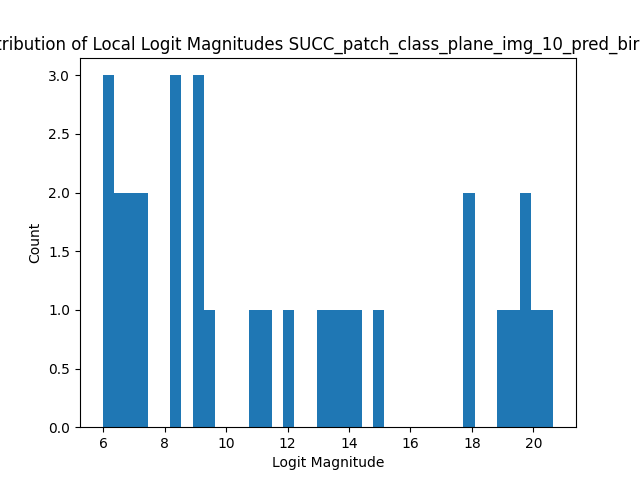 tribution of Local Logit Magnitudes SUCC_patch_class_plane_img_10_pred_bir
3.0
2.5
2.0
1.5
1.0
0.5
0.0
Count
6 8 10 12 14 16 18 20
Logit Magnitude